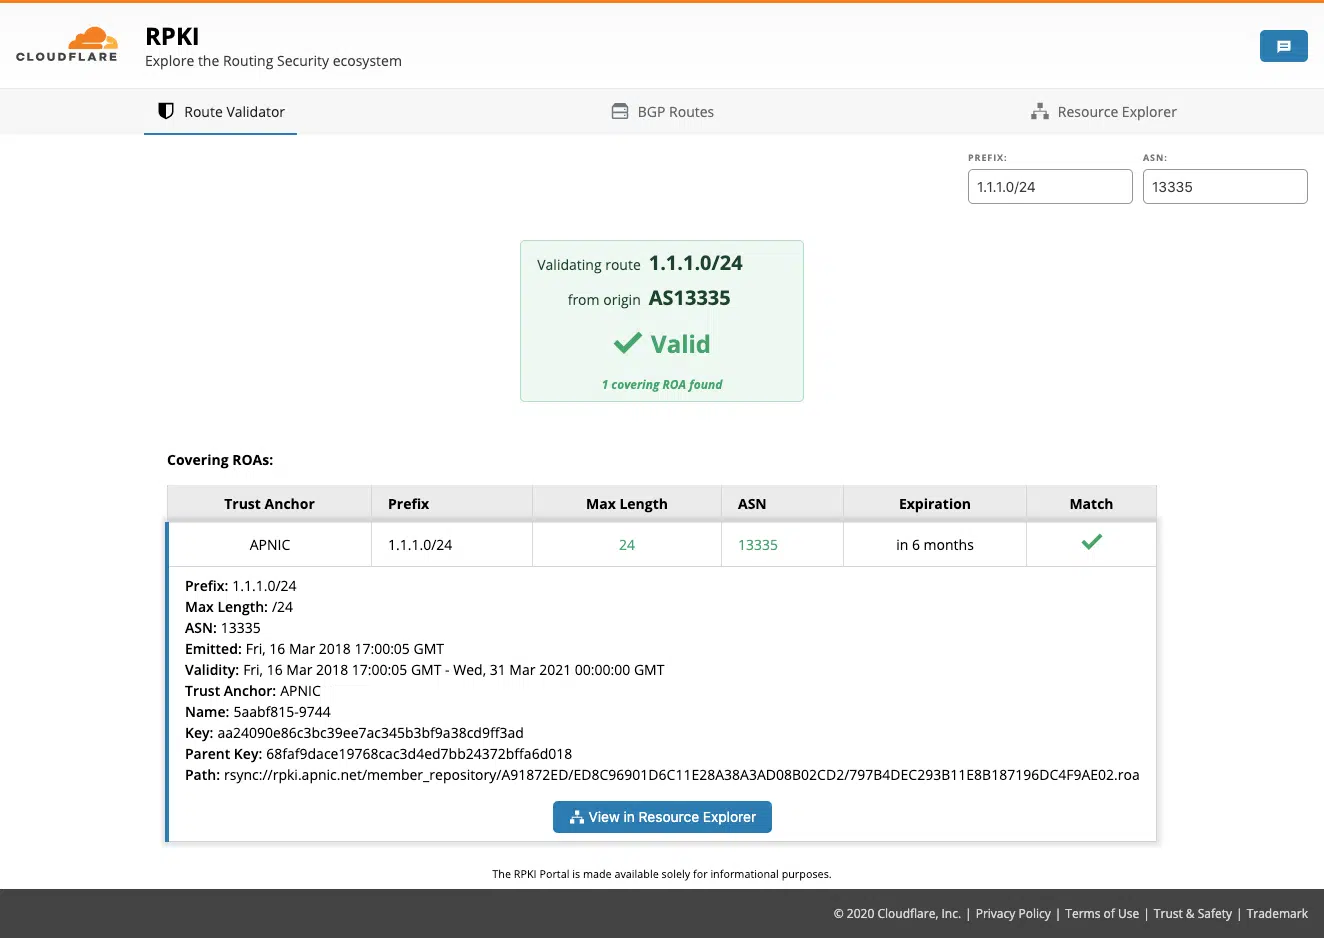 CLOUDFLARE
RPKI
Explore the Routing Security ecosystem
Route Validator
BGP Routes
Resource Explorer
PREFIX:
ASN:
1.1.1.0/24
13335
Validating route 1.1.1.0/24
from origin AS13335
Valid
1 covering ROA found
Covering ROAs:
Trust Anchor Prefix Max Length ASN Expiration Match
APNIC 1.1.1.0/24 24 13335 in 6 months
Prefix: 1.1.1.0/24
Max Length: /24
ASN: 13335
Emitted: Fri, 16 Mar 2018 17:00:05 GMT
Validity: Fri, 16 Mar 2018 17:00:05 GMT - Wed, 31 Mar 2021 00:00:00 GMT
Trust Anchor: APNIC
Name: 5aabf815-9744
Key: aa24090e86c3bc39ee7ac345b3bf9a38cd9ff3ad
Parent Key: 68faf9dace19768cac3d4ed7bb24372bffa6d018
Path: rsync://rpki.apnic.net/member_repository/A91872ED/ED8C96901D6C11E28A38A3AD08B02CD2/797B4DEC293B11E8B187196DC4F9AE02.roa
View in Resource Explorer
The RPKI Portal is made available solely for informational purposes.
© 2020 Cloudflare, Inc. | Privacy Policy | Terms of Use | Trust & Safety | Trademark